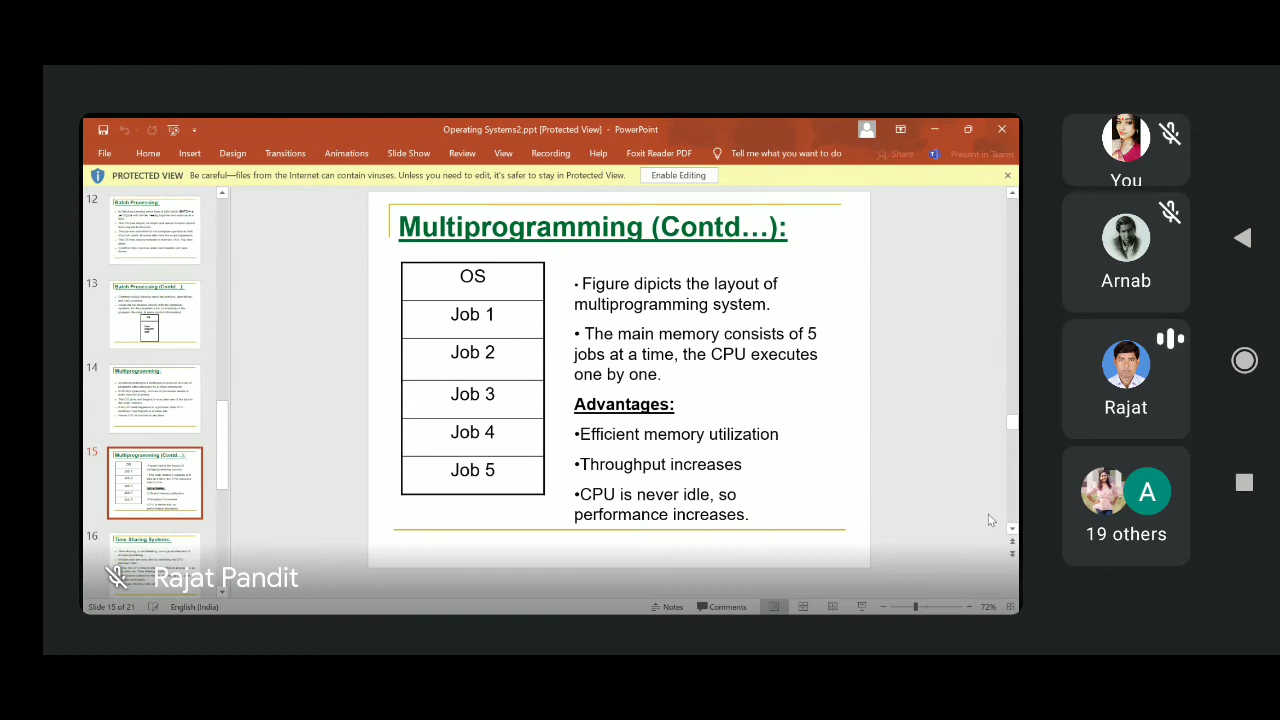 Operating Systems2.ppt [Protected View] - PowerPoint
File Home Insert Design Transitions Animations Slide Show Review View Recording Help Foxit Reader PDF Tell me what you want to do Share Present in Teams
PROTECTED VIEW Be careful—files from the Internet can contain viruses. Unless you need to edit, it's safer to stay in Protected View. Enable Editing
12
Batch Processing:
13
Batch Processing (Contd...):
14
Multiprogramming:
15
Multiprogramming (Contd...):
16
Time Sharing Systems:
Multiprogramming (Contd…):
OS
Job 1
Job 2
Job 3
Job 4
Job 5
• Figure dipicts the layout of
multiprogramming system.
• The main memory consists of 5
jobs at a time, the CPU executes
one by one.
Advantages:
•Efficient memory utilization
•Throughput increases
•CPU is never idle, so
performance increases.
Rajat Pandit
Slide 15 of 21 English (India) Notes Comments 72%
You
Arnab
Rajat
A
19 others